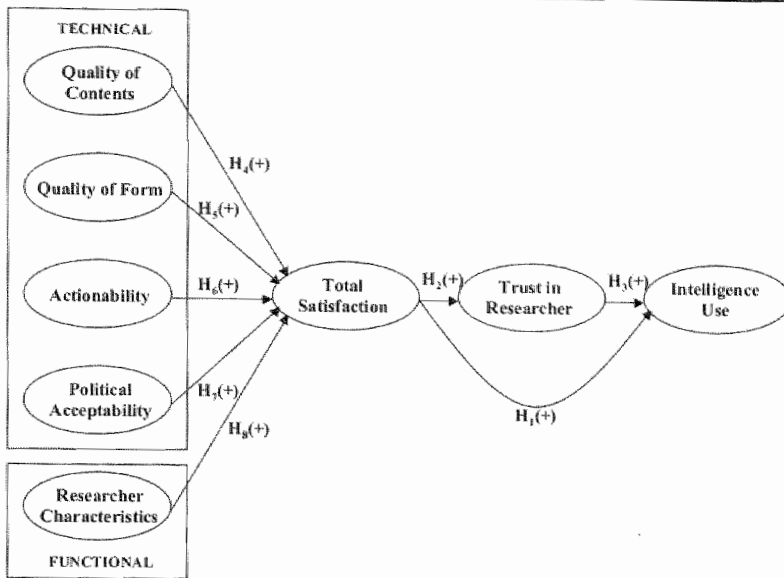 TECHNICAL
Quality of
Contents
H₄(+)
Quality of Form
H₅(+)
Actionability
H₆(+)
Total
Satisfaction
H₂(+)
Trust in
Researcher
H₃(+)
Intelligence
Use
Political
Acceptability
H₇(+)
H₁(+)
H₈(+)
Researcher
Characteristics
FUNCTIONAL